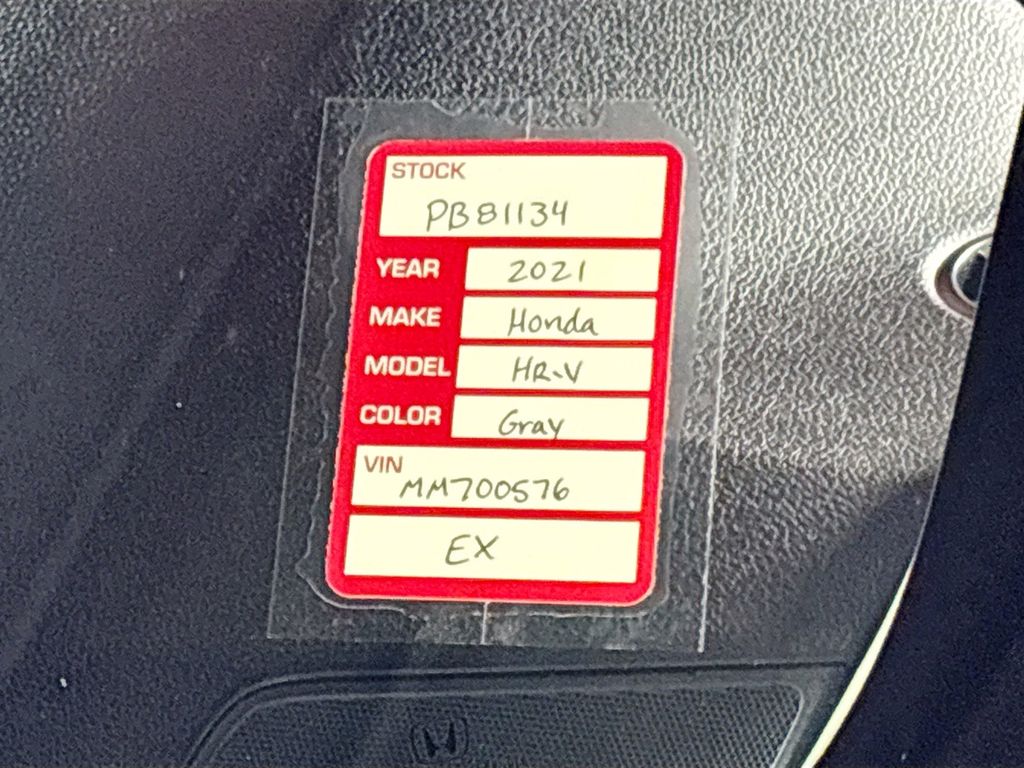 STOCK
PB81134
YEAR 2021
MAKE Honda
MODEL HR-V
COLOR Gray
VIN
MM700576
EX